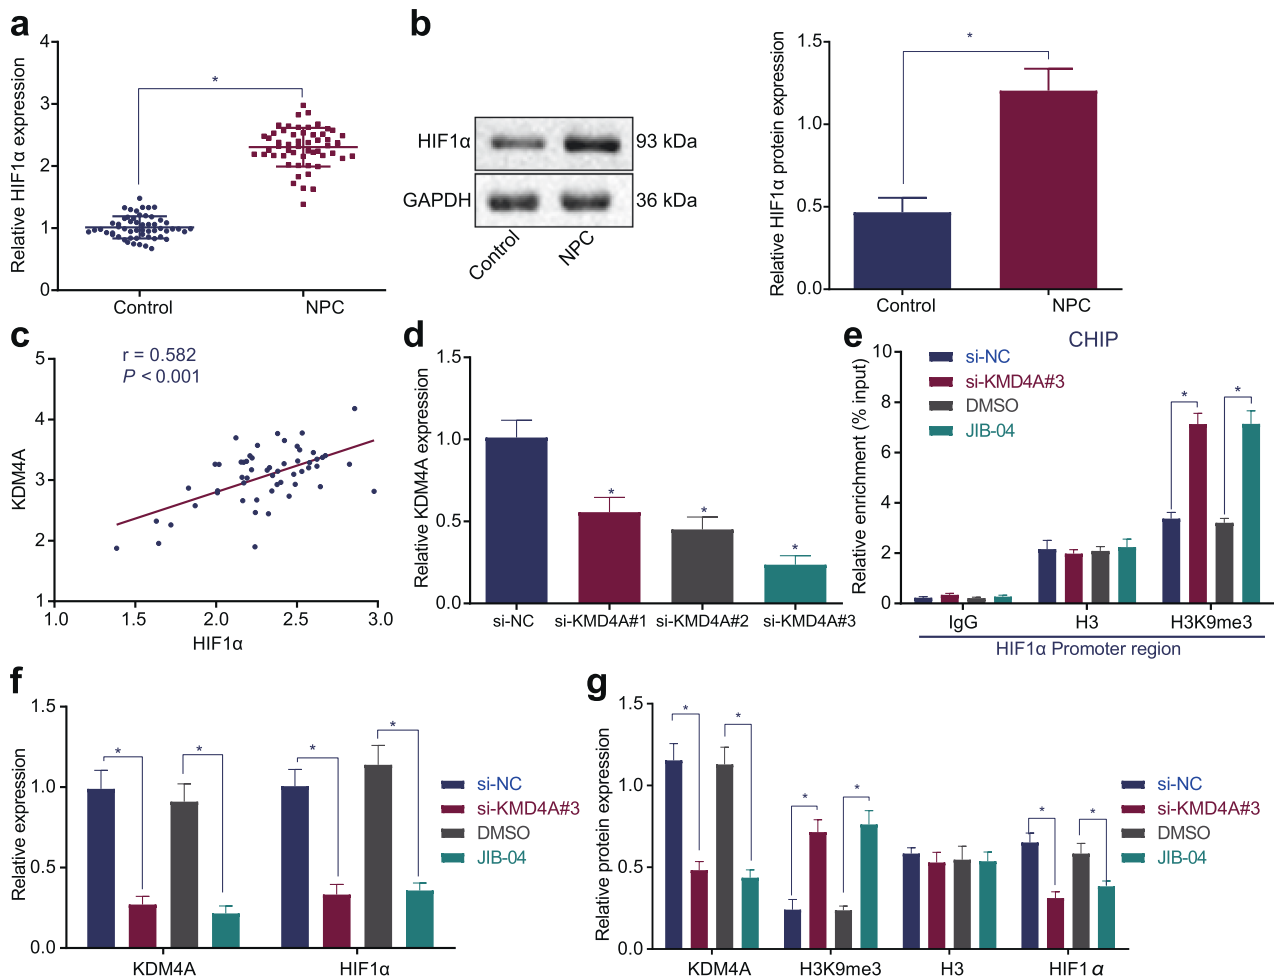 a
Relative HIF1α expression
4
3
2
1
0
*
Control
NPC
b
HIF1α
93 kDa
GAPDH
36 kDa
Control
NPC
Relative HIF1α protein expression
1.5
1.0
0.5
0.0
*
Control
NPC
c
r = 0.582
P < 0.001
KDM4A
5
4
3
2
1
1.0
1.5
2.0
2.5
3.0
HIF1α
d
Relative KDM4A expression
1.5
1.0
0.5
0.0
*
*
*
si-NC
si-KMD4A#1
si-KMD4A#2
si-KMD4A#3
e
CHIP
si-NC
si-KMD4A#3
DMSO
JIB-04
Relative enrichment (% input)
10
8
6
4
2
0
*
*
IgG
H3
H3K9me3
HIF1α Promoter region
f
Relative expression
1.5
1.0
0.5
0.0
*
*
*
*
KDM4A
HIF1α
si-NC
si-KMD4A#3
DMSO
JIB-04
g
Relative protein expression
1.5
1.0
0.5
0.0
*
*
*
*
*
*
KDM4A
H3K9me3
H3
HIF1α
si-NC
si-KMD4A#3
DMSO
JIB-04